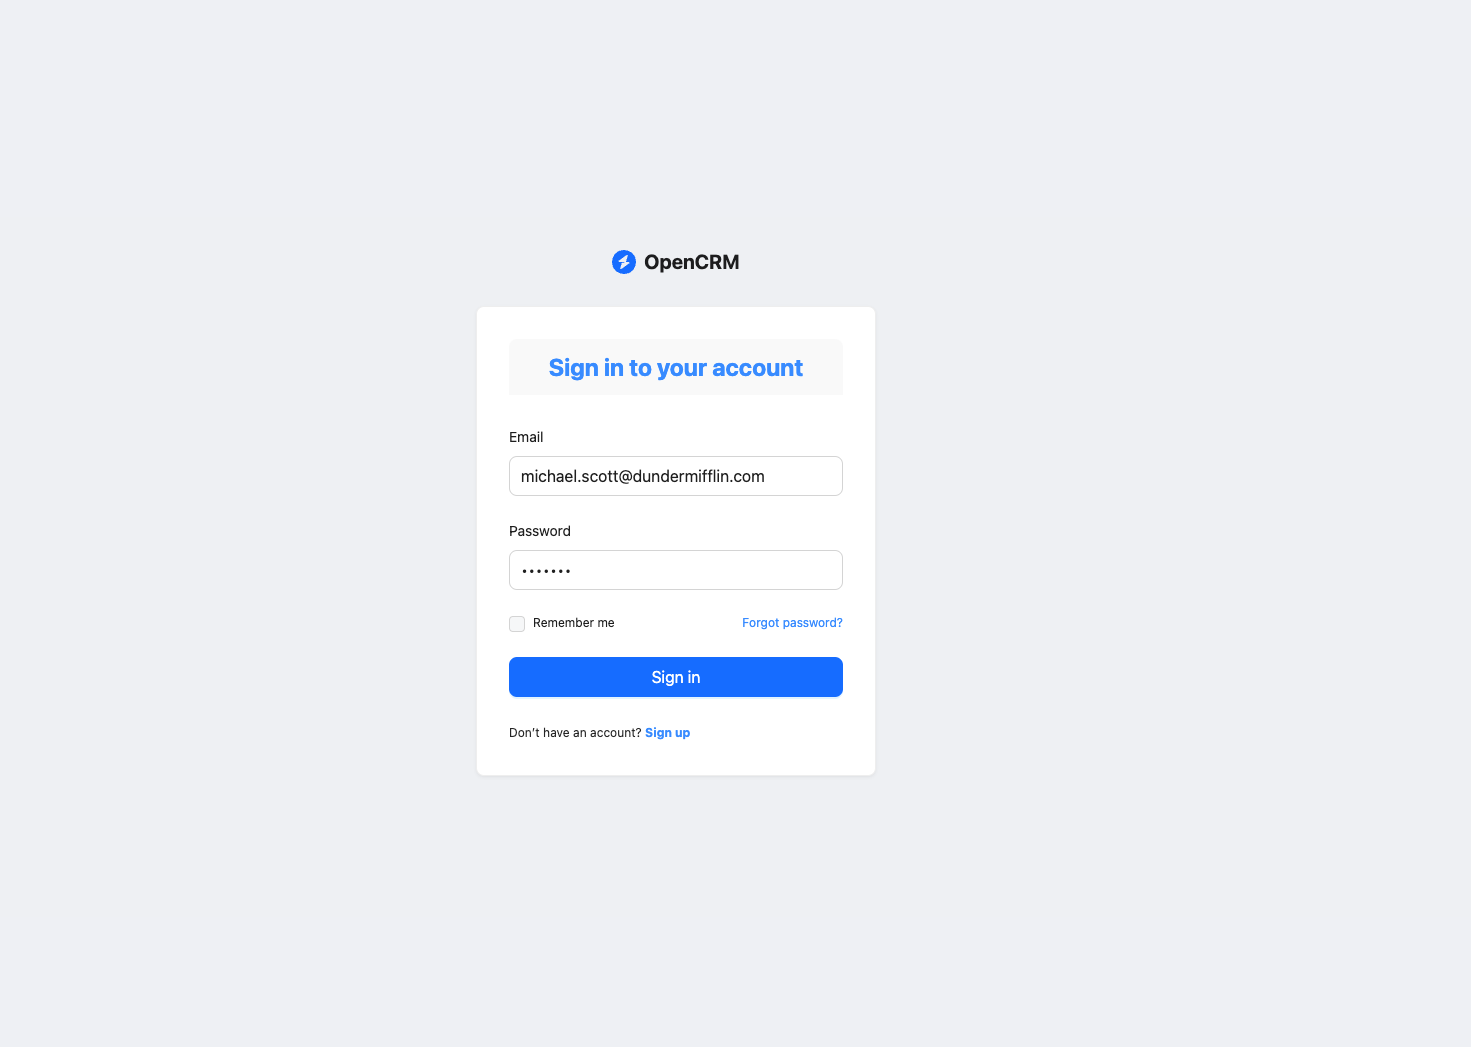 OpenCRM
Sign in to your account
Email
michael.scott@dundermifflin.com
Password
•••••••
Remember me
Forgot password?
Sign in
Don't have an account? Sign up